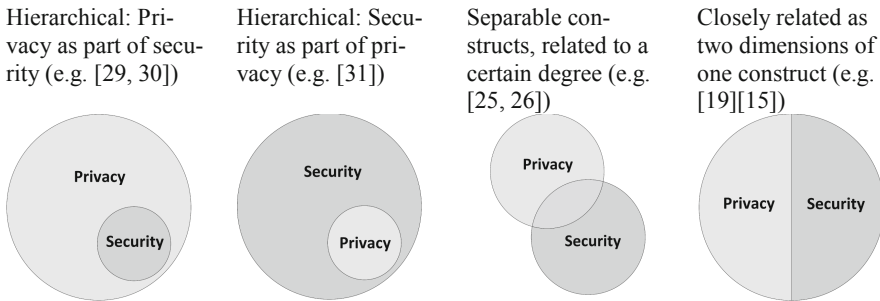 Hierarchical: Pri-
vacy as part of secu-
rity (e.g. [29, 30])
Hierarchical: Secu-
rity as part of pri-
vacy (e.g. [31])
Separable con-
structs, related to a
certain degree (e.g.
[25, 26])
Closely related as
two dimensions of
one construct (e.g.
[19][15])
Privacy
Security
Security
Privacy
Privacy
Security
Privacy
Security